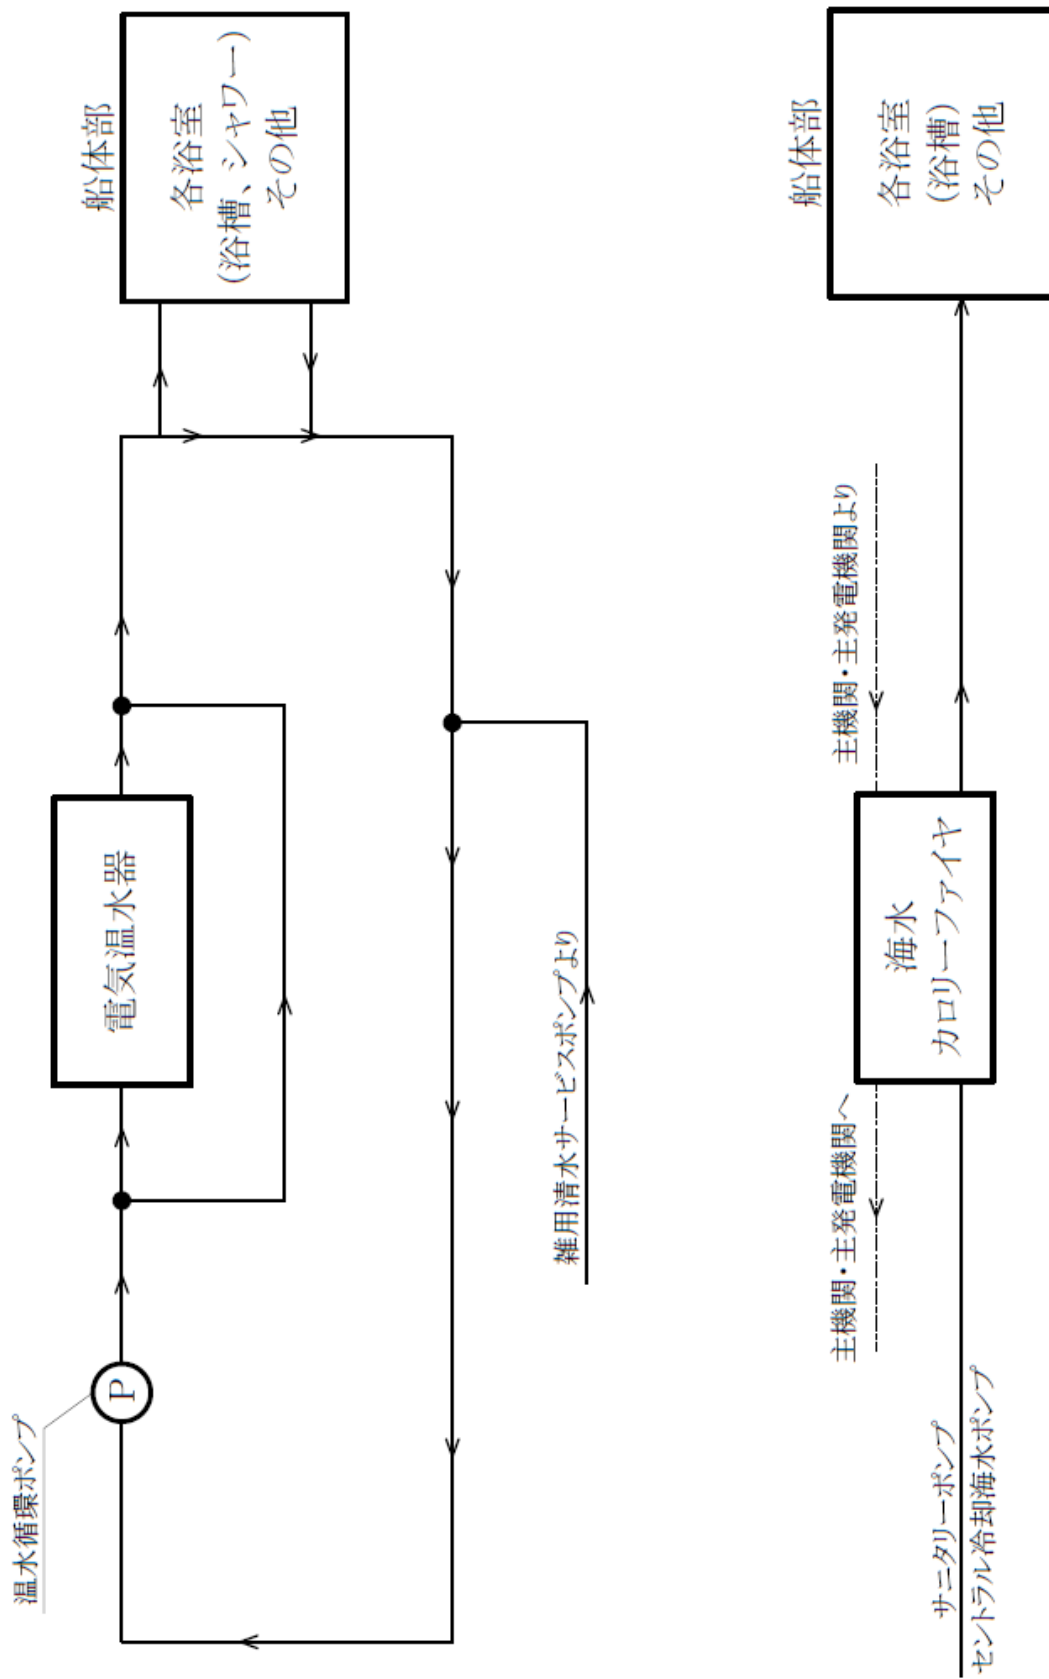 温水循環ポンプ
P
電気温水器
船体部
各浴室
(浴槽、シャワー)
その他
雑用清水サービスポンプより
主機関・主発電機関へ
主機関・主発電機関より
サニタリーポンプ
セントラル冷却海水ポンプ
海水
カロリーファイヤ
船体部
各浴室
(浴槽)
その他